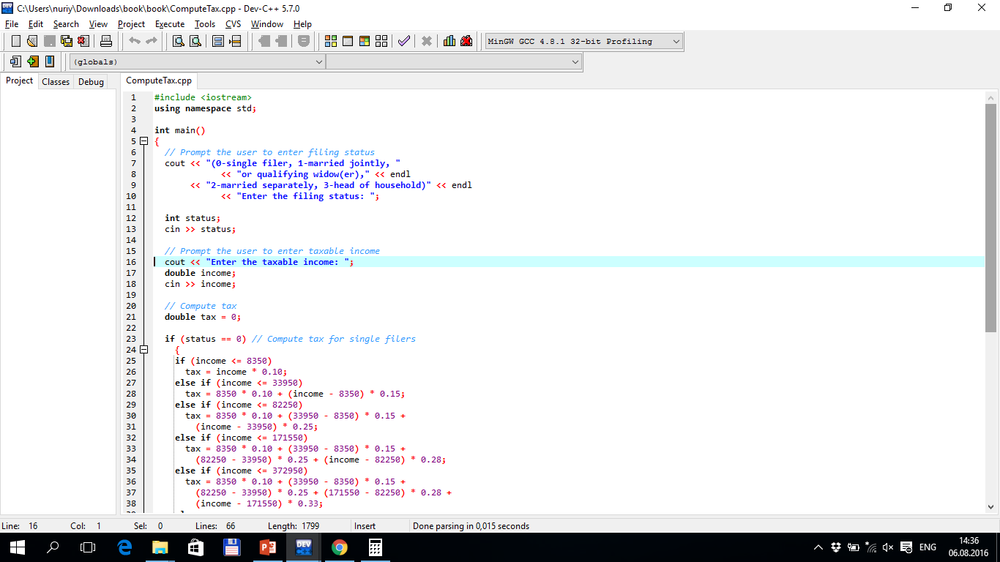 C:\Users\nuriy\Downloads\book\book\ComputeTax.cpp - Dev-C++ 5.7.0
File Edit Search View Project Execute Tools CVS Window Help
MinGW GCC 4.8.1 32-bit Profiling
(globals)
Project Classes Debug ComputeTax.cpp
1 #include <iostream>
2 using namespace std;
3
4 int main()
5 {
6 // Prompt the user to enter filing status
7 cout << "(0-single filer, 1-married jointly, "
8 << "or qualifying widow(er)," << endl
9 << "2-married separately, 3-head of household)" << endl
10 << "Enter the filing status: ";
11
12 int status;
13 cin >> status;
14
15 // Prompt the user to enter taxable income
16 cout << "Enter the taxable income: ";
17 double income;
18 cin >> income;
19
20 // Compute tax
21 double tax = 0;
22
23 if (status == 0) // Compute tax for single filers
24 {
25 if (income <= 8350)
26 tax = income * 0.10;
27 else if (income <= 33950)
28 tax = 8350 * 0.10 + (income - 8350) * 0.15;
29 else if (income <= 82250)
30 tax = 8350 * 0.10 + (33950 - 8350) * 0.15 +
31 (income - 33950) * 0.25;
32 else if (income <= 171550)
33 tax = 8350 * 0.10 + (33950 - 8350) * 0.15 +
34 (82250 - 33950) * 0.25 + (income - 82250) * 0.28;
35 else if (income <= 372950)
36 tax = 8350 * 0.10 + (33950 - 8350) * 0.15 +
37 (82250 - 33950) * 0.25 + (171550 - 82250) * 0.28 +
38 (income - 171550) * 0.33;
Line: 16 Col: 1 Sel: 0 Lines: 66 Length: 1799 Insert Done parsing in 0,015 seconds
DEV
ENG
14:36
06.08.2016